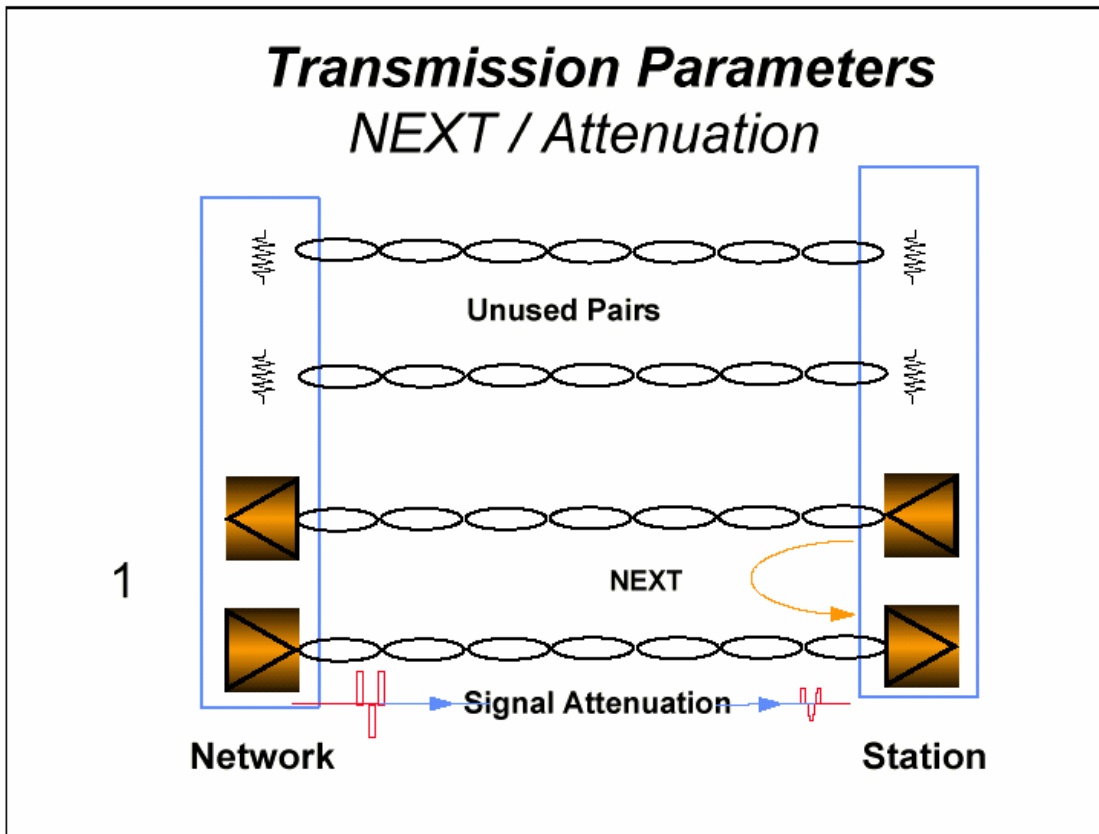 Transmission Parameters
NEXT / Attenuation
Unused Pairs
1
NEXT
Signal Attenuation
Network
Station